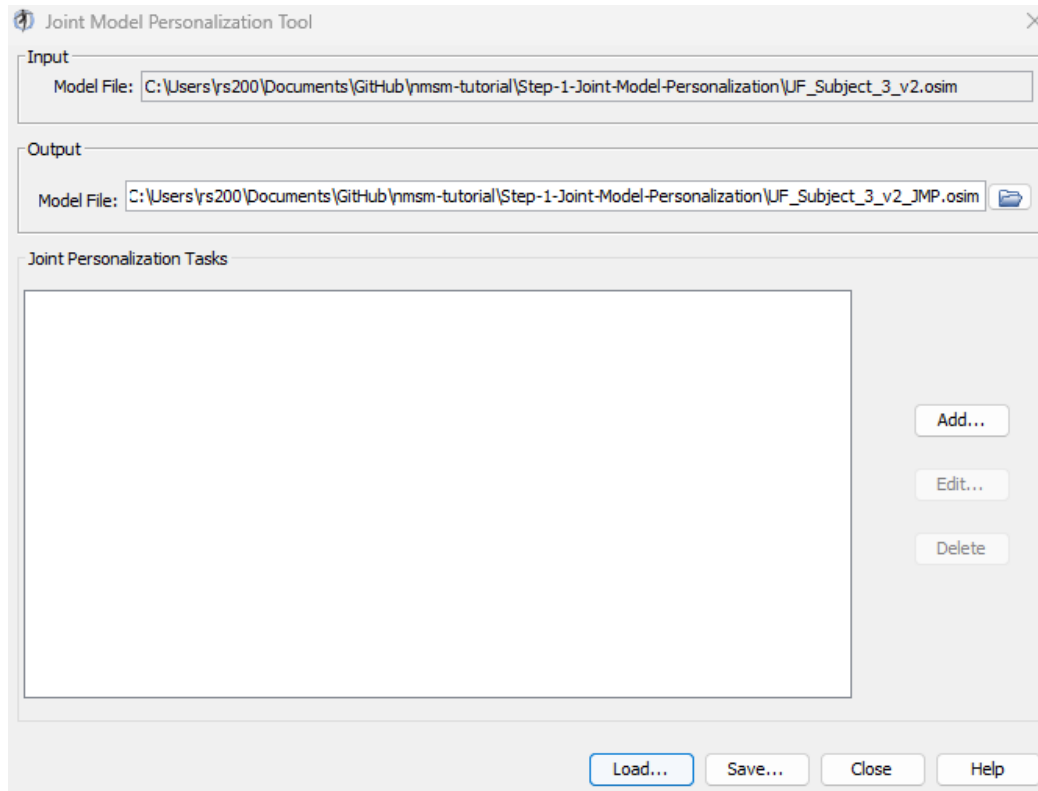 Joint Model Personalization Tool
Input
Model File: C:\Users\rs200\Documents\GitHub\nmsm-tutorial\Step-1-Joint-Model-Personalization\UF_Subject_3_v2.osim
Output
Model File: C:\Users\rs200\Documents\GitHub\nmsm-tutorial\Step-1-Joint-Model-Personalization\UF_Subject_3_v2_JMP.osim
Joint Personalization Tasks
Add...
Edit...
Delete
Load... Save... Close Help